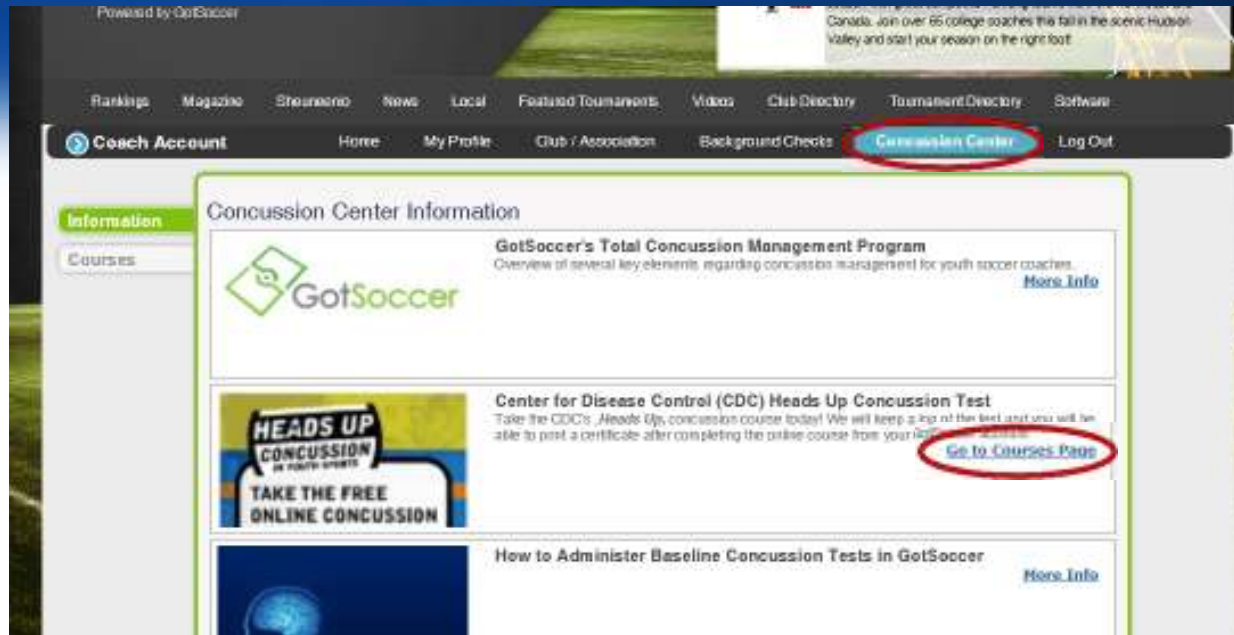 Powered by GotSoccer
Canada. Join over 65 college coaches this fall in the scenic Hudson
Valley and start your season on the right foot!
Rankings Magazine News Local Featured Tournaments Videos Club Directory Tournament Directory Software
Coach Account Home My Profile Club / Association Background Checks Concussion Center Log Out
Information
Courses
Concussion Center Information
GotSoccer
GotSoccer's Total Concussion Management Program
Overview of several key elements regarding concussion management for youth soccer coaches.
More Info
HEADS UP
CONCUSSION
IN YOUTH SPORTS
TAKE THE FREE
ONLINE CONCUSSION
Center for Disease Control (CDC) Heads Up Concussion Test
Take the CDC's ,Heads Up, concussion course today! We will keep a log of the test and you will be
able to print a certificate after completing the online course from your
Go to Courses Page
How to Administer Baseline Concussion Tests in GotSoccer
More Info